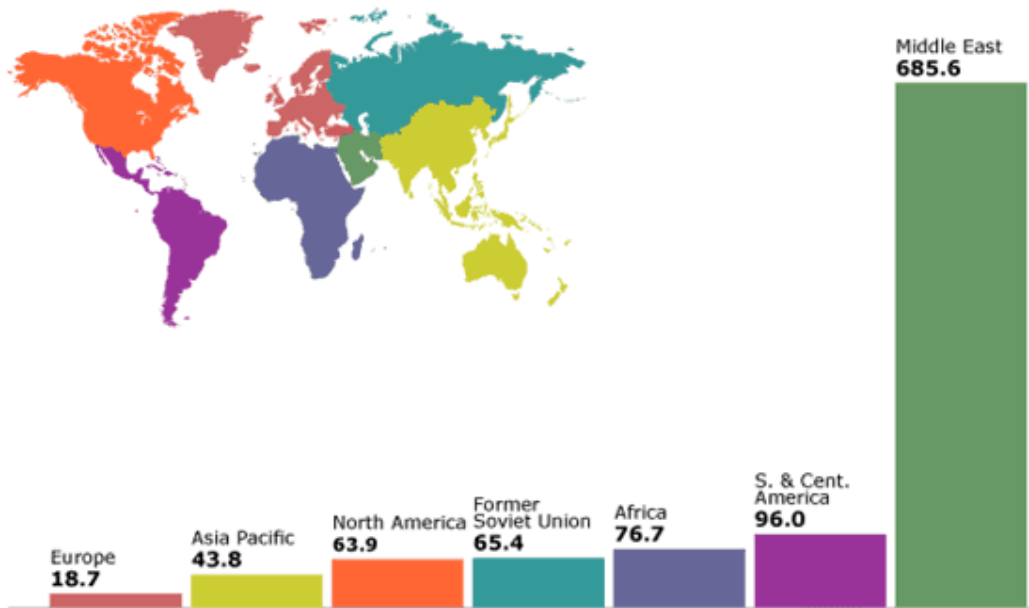 Middle East
685.6
S. & Cent.
America
96.0
Former
Soviet Union
65.4
Africa
76.7
North America
63.9
Asia Pacific
43.8
Europe
18.7